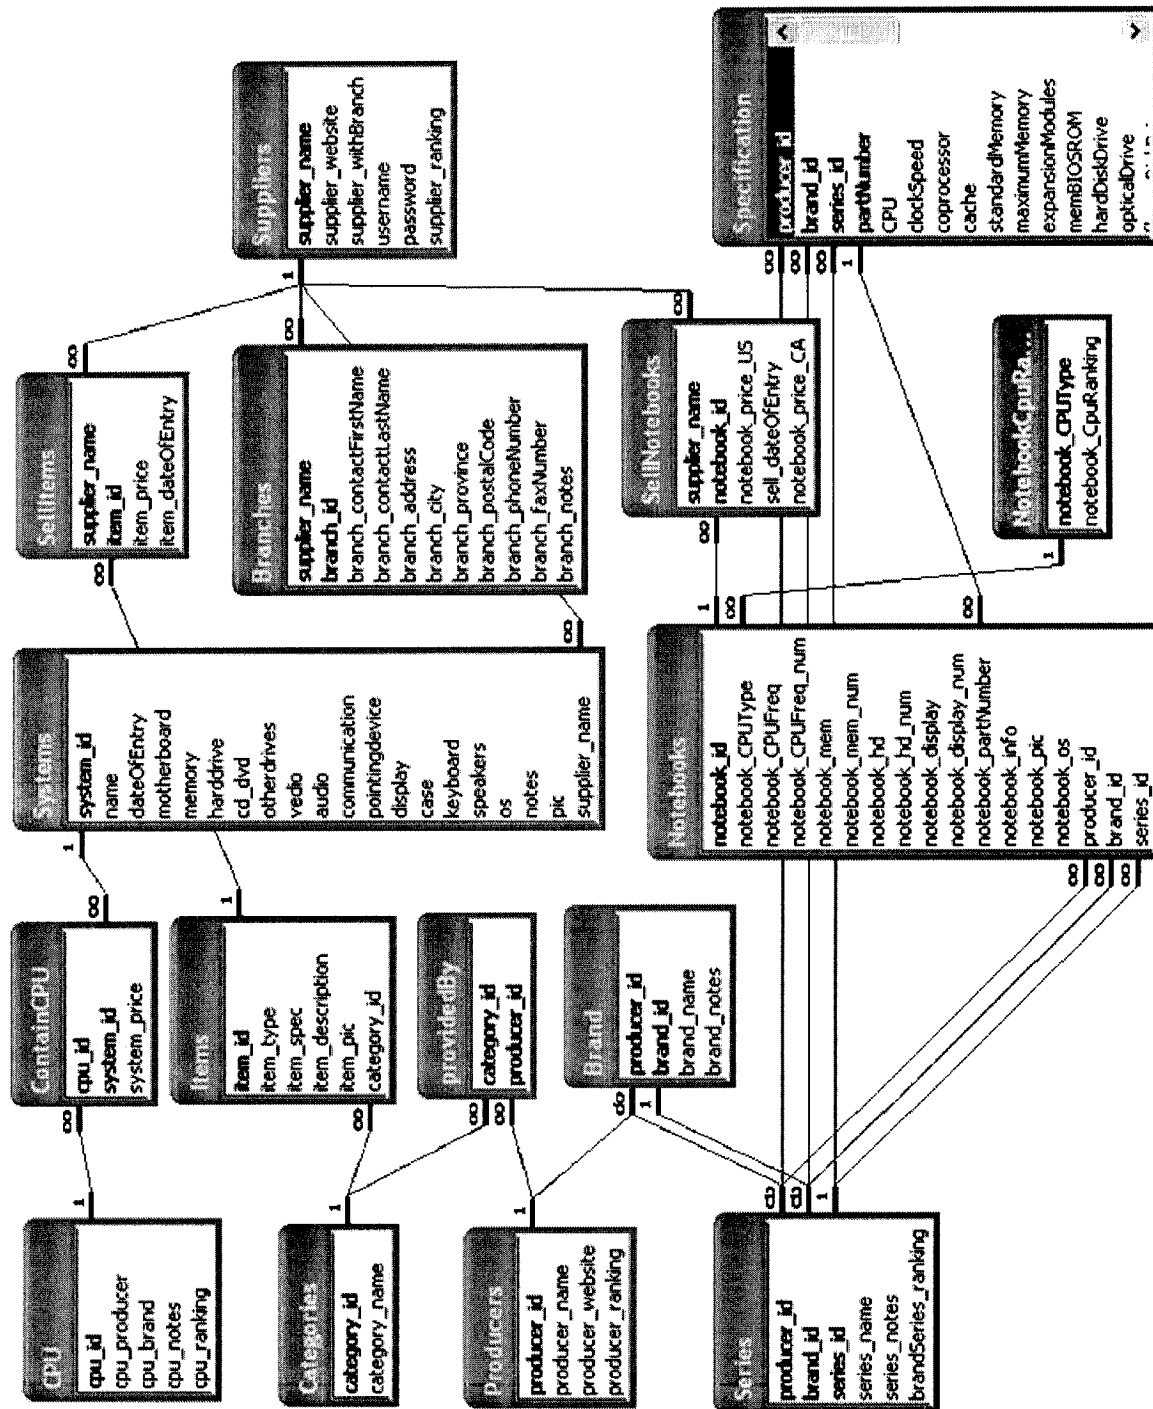 CPU
cpu_id
cpu_producer
cpu_brand
cpu_notes
cpu_ranking
ContainCPU
cpu_id
system_id
system_price
Systems
system_id
name
dateOfEntry
motherboard
memory
harddrive
cd_dvd
otherdrives
vedio
audio
communication
pointingdevice
display
case
keyboard
speakers
os
notes
pic
supplier_name
SellItems
supplier_name
item_id
item_price
item_dateOfEntry
Items
item_id
item_type
item_spec
item_description
item_pic
category_id
Categories
category_id
category_name
Branches
supplier_name
branch_id
branch_contactFirstName
branch_contactLastName
branch_address
branch_city
branch_province
branch_postalCode
branch_phoneNumber
branch_faxNumber
branch_notes
Suppliers
supplier_name
supplier_website
supplier_withBranch
username
password
supplier_ranking
Producers
producer_id
producer_name
producer_website
producer_ranking
providedBy
category_id
producer_id
Brand
producer_id
brand_id
brand_name
brand_notes
SellNotebooks
supplier_name
notebook_id
notebook_price_US
sell_dateOfEntry
notebook_price_CA
Series
producer_id
brand_id
series_id
series_name
series_notes
brandSeries_ranking
Notebooks
notebook_id
notebook_CPUType
notebook_CPUFreq
notebook_CPUFreq_num
notebook_mem
notebook_mem_num
notebook_hd
notebook_hd_num
notebook_display
notebook_display_num
notebook_partNumber
notebook_info
notebook_pic
notebook_os
producer_id
brand_id
series_id
NotebookCpuRa...
notebook_CPUType
notebook_CpuRanking
Specification
producer_id
brand_id
series_id
partNumber
CPU
clockSpeed
coprocessor
cache
standardMemory
maximumMemory
expansionModules
memBIOSROM
hardDiskDrive
opticalDrive